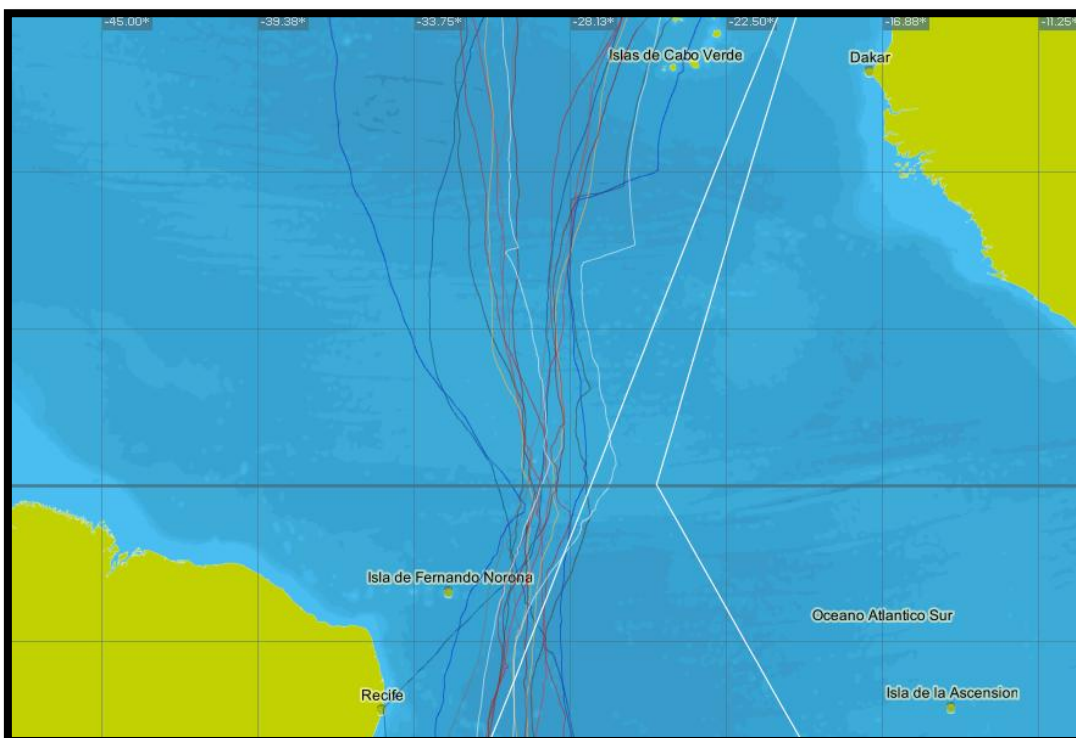 -45.00°
-39.38°
-33.75°
-28.13°
-22.50°
-16.88°
-11.25°
Islas de Cabo Verde
Dakar
Isla de Fernando Norona
Oceano Atlantico Sur
Recife
Isla de la Ascension